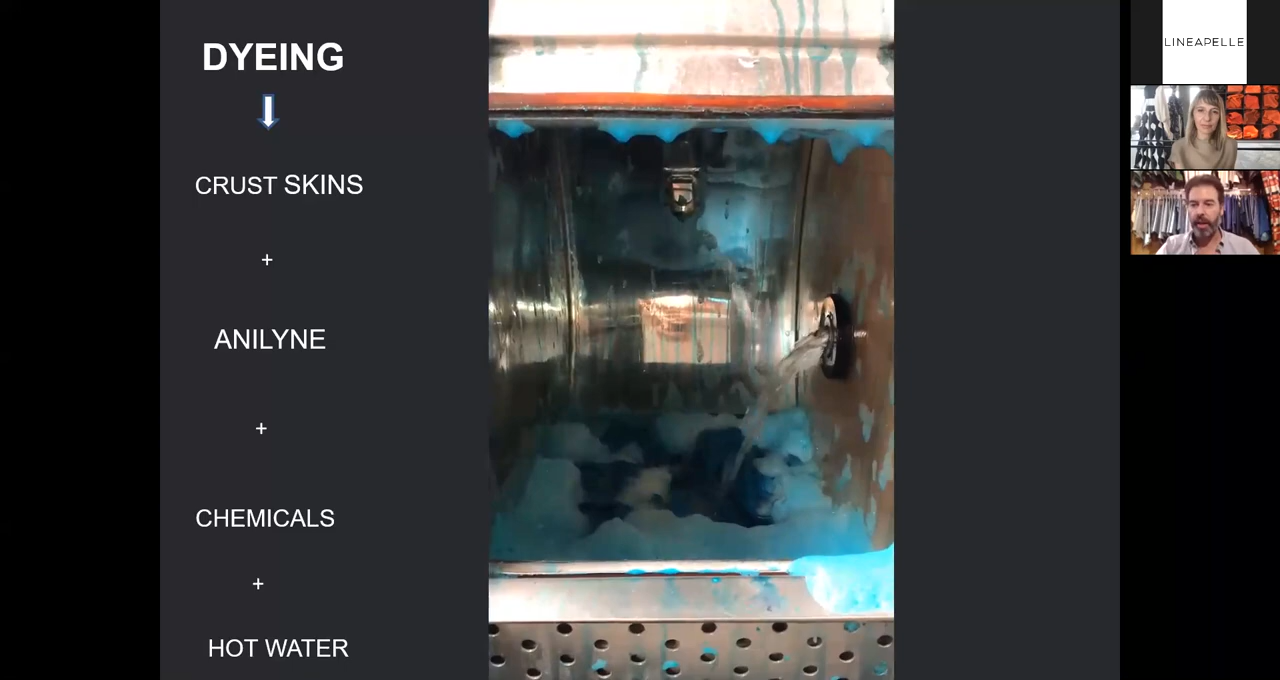 DYEING
CRUST SKINS
+
ANILYNE
+
CHEMICALS
+
HOT WATER
LINEAPELLE